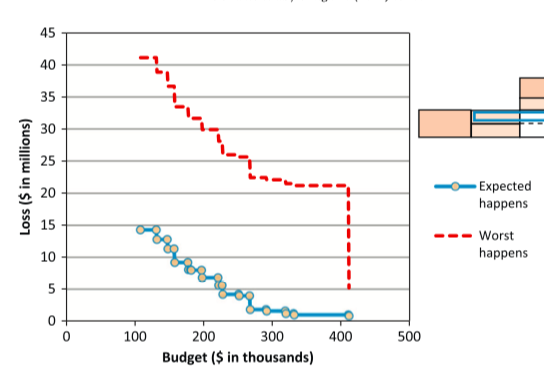 45
40
35
30
25
20
15
10
5
0
Loss ($ in millions)
0 100 200 300 400 500
Budget ($ in thousands)
Expected
happens
Worst
happens